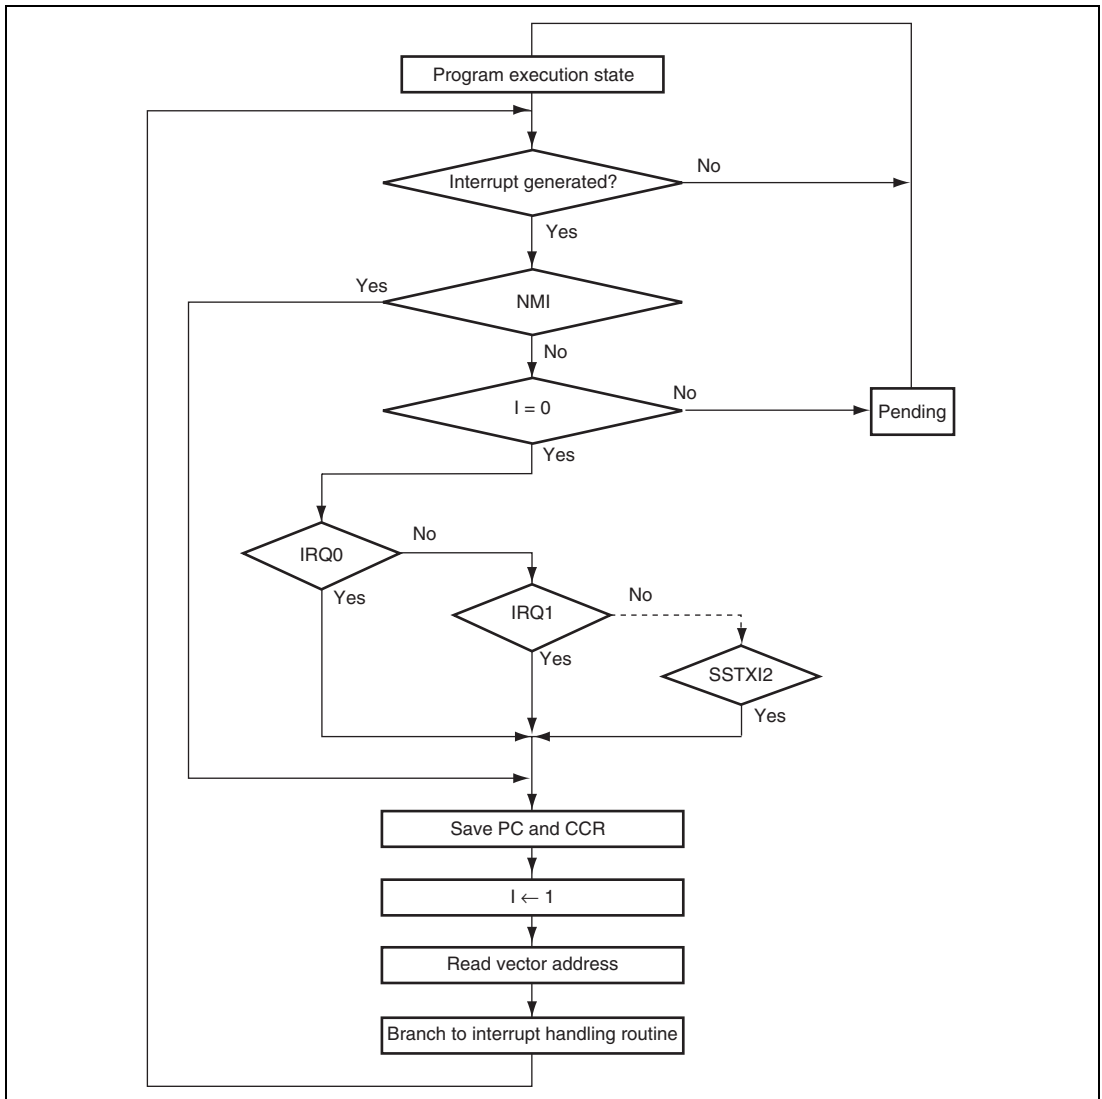 Program execution state
Interrupt generated?
No
Yes
Yes
NMI
No
I = 0
No
Pending
Yes
IRQ0
No
Yes
IRQ1
No
Yes
SSTXI2
Yes
Save PC and CCR
I ← 1
Read vector address
Branch to interrupt handling routine